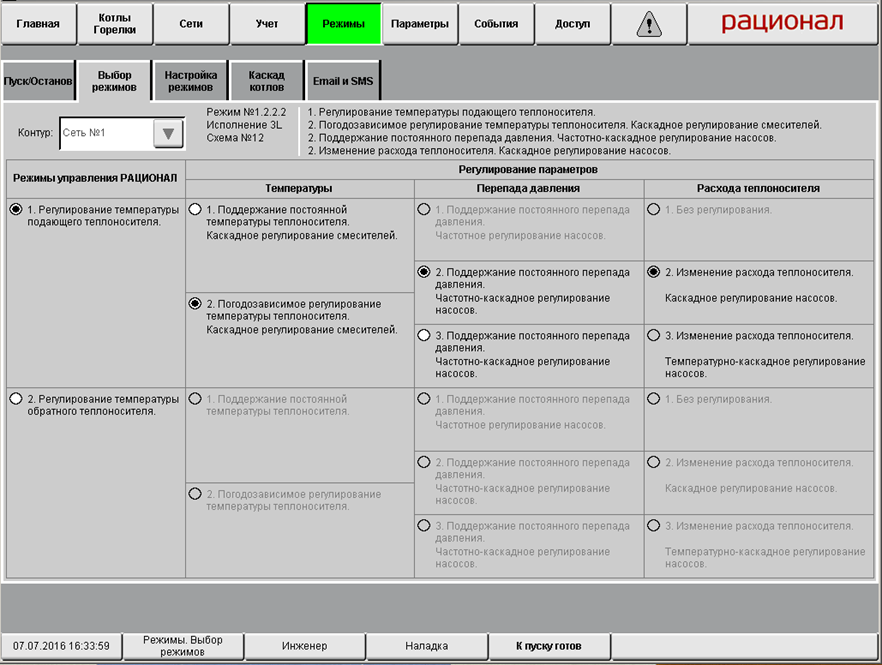 Главная
Котлы
Горелки
Сети
Учет
Режимы
Параметры
События
Доступ
рационал
Пуск/Останов
Выбор
режимов
Настройка
режимов
Каскад
котлов
Email и SMS
Контур:
Сеть №1
Режим №1.2.2.2
Исполнение 3L
Схема №12
1. Регулирование температуры подающего теплоносителя.
2. Погодозависимое регулирование температуры теплоносителя. Каскадное регулирование смесителей.
2. Поддержание постоянного перепада давления. Частотно-каскадное регулирование насосов.
2. Изменение расхода теплоносителя. Каскадное регулирование насосов.
Режимы управления РАЦИОНАЛ
Регулирование параметров
Температуры
Перепада давления
Расхода теплоносителя
1. Регулирование температуры
подающего теплоносителя.
1. Поддержание постоянной
температуры теплоносителя.
Каскадное регулирование смесителей.
2. Погодозависимое регулирование
температуры теплоносителя.
Каскадное регулирование смесителей.
1. Поддержание постоянного перепада
давления.
Частотное регулирование насосов.
2. Поддержание постоянного перепада
давления.
Частотно-каскадное регулирование
насосов.
3. Поддержание постоянного перепада
давления.
Частотно-каскадное регулирование
насосов.
1. Без регулирования.
2. Изменение расхода теплоносителя.
Каскадное регулирование насосов.
3. Изменение расхода теплоносителя.
Температурно-каскадное регулирование
насосов.
2. Регулирование температуры
обратного теплоносителя.
1. Поддержание постоянной
температуры теплоносителя.
2. Погодозависимое регулирование
температуры теплоносителя.
1. Поддержание постоянного перепада
давления.
Частотное регулирование насосов.
2. Поддержание постоянного перепада
давления.
Частотно-каскадное регулирование
насосов.
3. Поддержание постоянного перепада
давления.
Частотно-каскадное регулирование
насосов.
1. Без регулирования.
2. Изменение расхода теплоносителя.
Каскадное регулирование насосов.
3. Изменение расхода теплоносителя.
Температурно-каскадное регулирование
насосов.
07.07.2016 16:33:59
Режимы. Выбор
режимов
Инженер
Наладка
К пуску готов